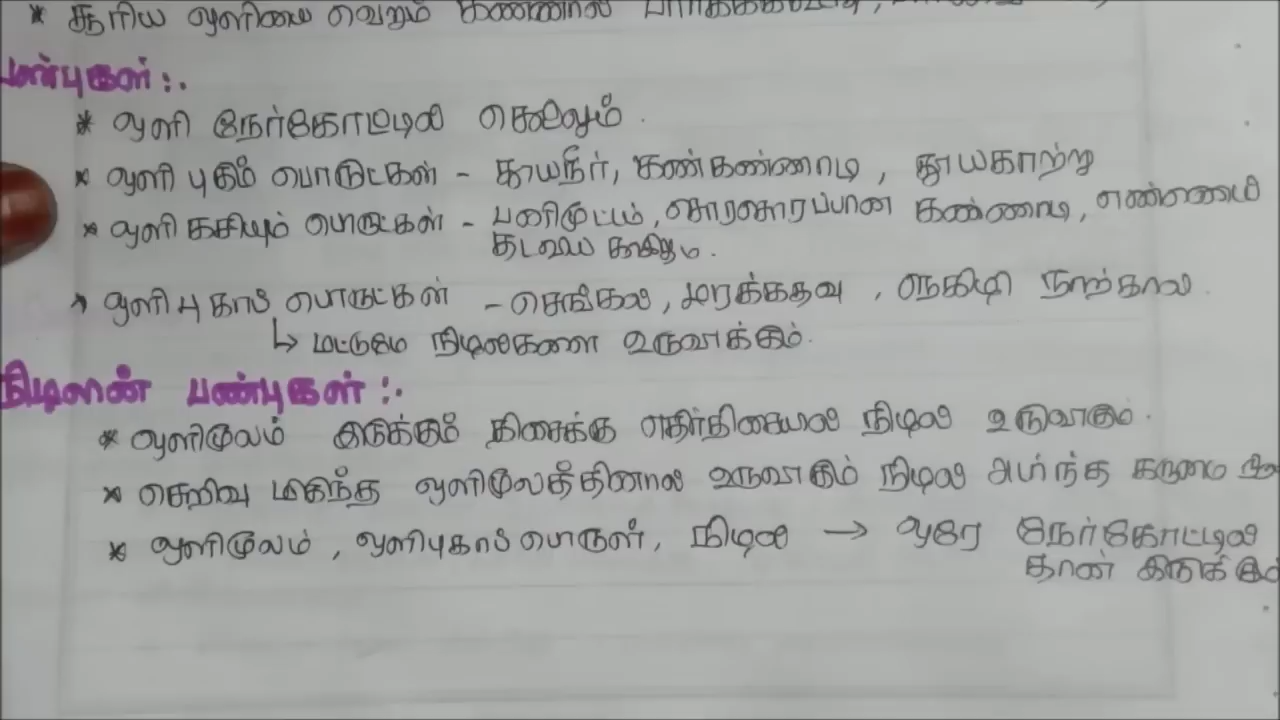 * சூரிய ஒளியை வெறும் கண்ணால் பார்க்கக்கூடாது,
பண்புகள் :.
* ஒளி நேர்கோட்டில் செல்லும் .
* ஒளி புகும் பொருட்கள் - தூயநீர், கண்கண்ணாடி , தூயகாற்று
* ஒளி கசியும் பொருட்கள் - பனிமூட்டம், சொரசொரப்பான கண்ணாடி, எண்ணெய்
தடவிய காகிதம் .
* ஒளி புகாப் பொருட்கள் - செங்கல், மரக்கதவு , நெகிழி நாற்காலி .
↳ மட்டுமே நிழல்களை உருவாக்கும்.
நிழலின் பண்புகள் :.
* ஒளிமூலம் இருக்கும் திசைக்கு எதிர்திசையில் நிழல் உருவாகும் .
* செறிவு மிகுந்த ஒளிமூலத்தினால் உருவாகும் நிழல் அடர்ந்த கருமை
* ஒளிமூலம் , ஒளிபுகாப் பொருள், நிழல் → ஒரே நேர்கோட்டில்
தான் இருக்கும்